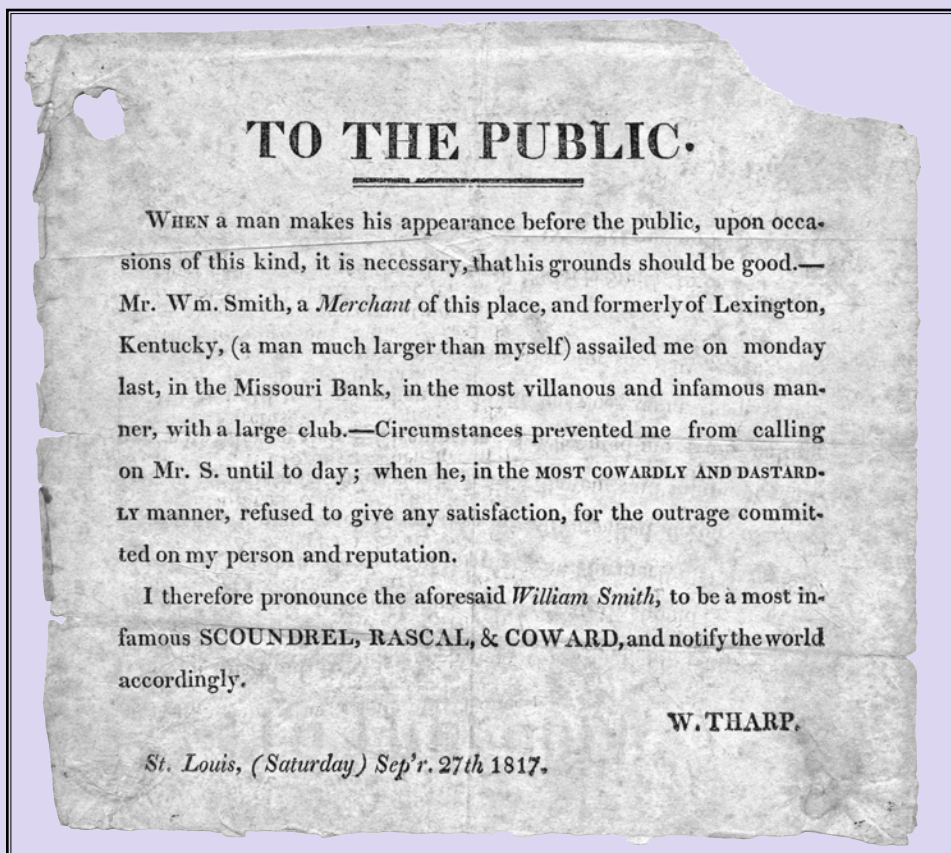 TO THE PUBLIC.
WHEN a man makes his appearance before the public, upon occa-
sions of this kind, it is necessary, that his grounds should be good.—
Mr. Wm. Smith, a Merchant of this place, and formerly of Lexington,
Kentucky, (a man much larger than myself) assailed me on monday
last, in the Missouri Bank, in the most villanous and infamous man-
ner, with a large club.—Circumstances prevented me from calling
on Mr. S. until to day; when he, in the MOST COWARDLY AND DASTARD-
LY manner, refused to give any satisfaction, for the outrage commit-
ted on my person and reputation.
I therefore pronounce the aforesaid William Smith, to be a most in-
famous SCOUNDREL, RASCAL, & COWARD, and notify the world
accordingly.
W. THARP.
St. Louis, (Saturday) Sep'r. 27th 1817.